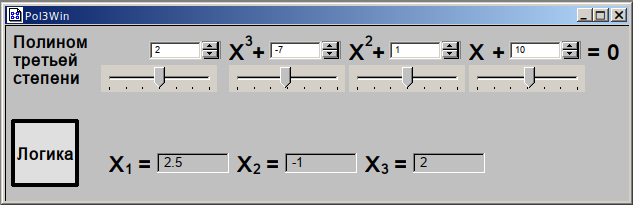 Pol3Win
Полином
третьей
степени
2 X3+ -7 X2+ 1 X + 10 = 0
Логика
X1 = 2.5 X2 = -1 X3 = 2